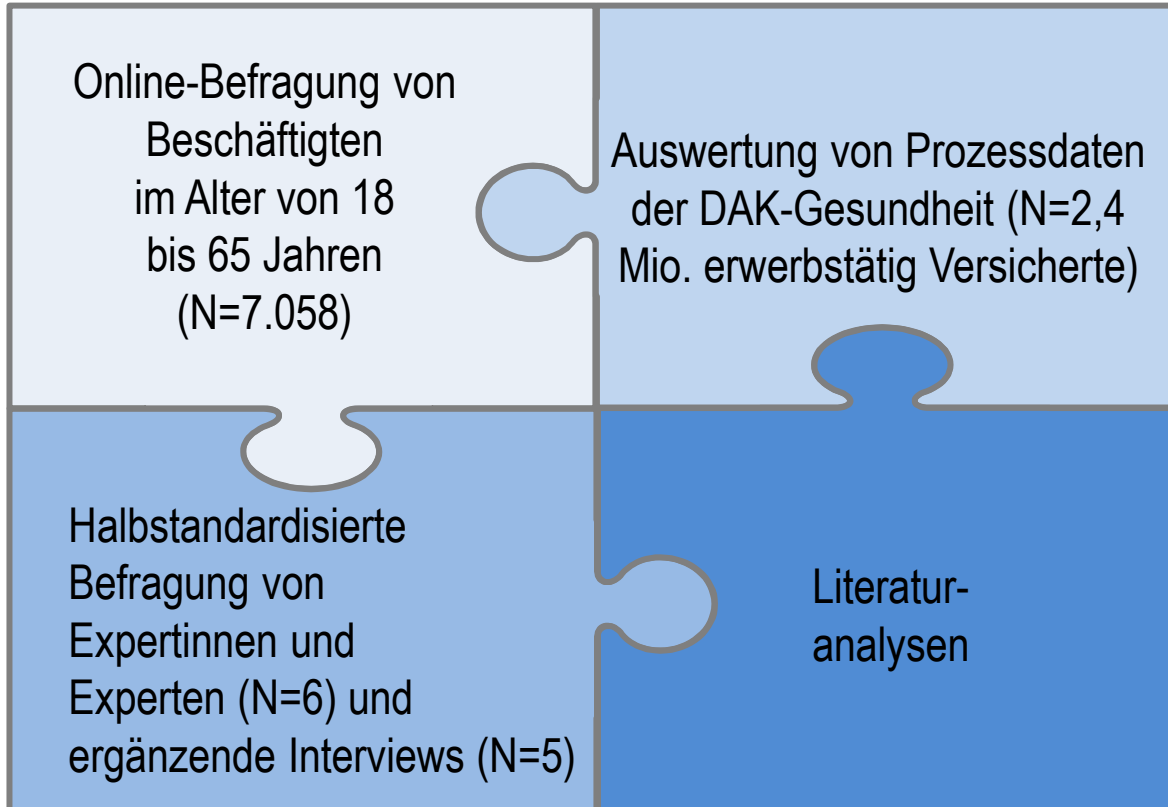 Online-Befragung von
Beschäftigten
im Alter von 18
bis 65 Jahren
(N=7.058)
Auswertung von Prozessdaten
der DAK-Gesundheit (N=2,4
Mio. erwerbstätig Versicherte)
Halbstandardisierte
Befragung von
Expertinnen und
Experten (N=6) und
ergänzende Interviews (N=5)
Literatur-
analysen